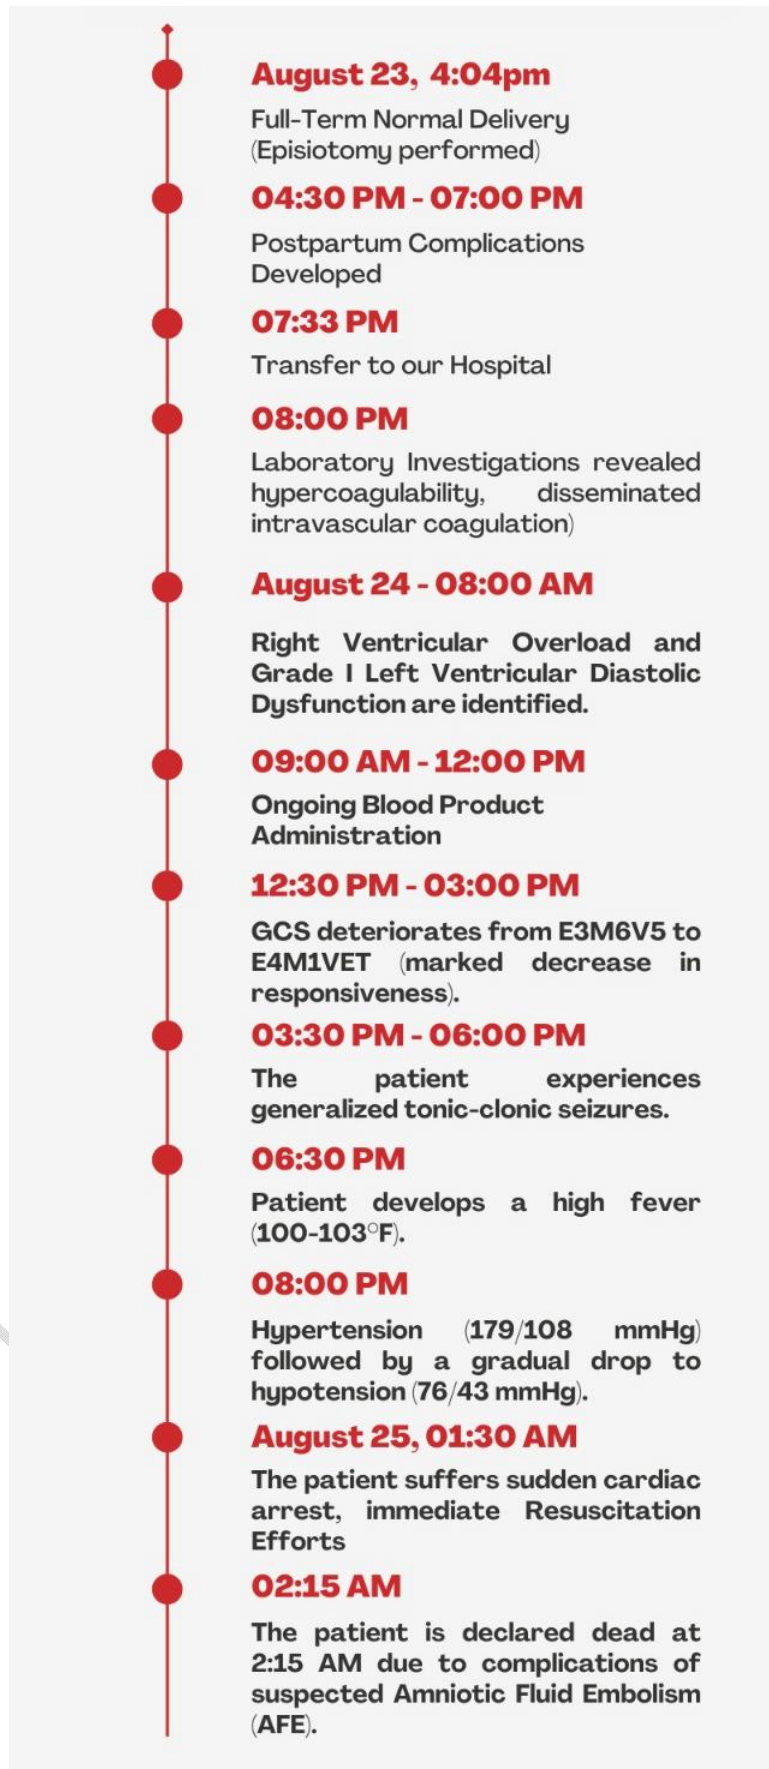 August 23, 4:04pm
Full-Term Normal Delivery
(Episiotomy performed)
04:30 PM - 07:00 PM
Postpartum Complications
Developed
07:33 PM
Transfer to our Hospital
08:00 PM
Laboratory Investigations revealed
hypercoagulability, disseminated
intravascular coagulation)
August 24 - 08:00 AM
Right Ventricular Overload and
Grade I Left Ventricular Diastolic
Dysfunction are identified.
09:00 AM - 12:00 PM
Ongoing Blood Product
Administration
12:30 PM - 03:00 PM
GCS deteriorates from E3M6V5 to
E4M1VET (marked decrease in
responsiveness).
03:30 PM - 06:00 PM
The patient experiences
generalized tonic-clonic seizures.
06:30 PM
Patient develops a high fever
(100-103°F).
08:00 PM
Hypertension (179/108 mmHg)
followed by a gradual drop to
hypotension (76/43 mmHg).
August 25, 01:30 AM
The patient suffers sudden cardiac
arrest, immediate Resuscitation
Efforts
02:15 AM
The patient is declared dead at
2:15 AM due to complications of
suspected Amniotic Fluid Embolism
(AFE).